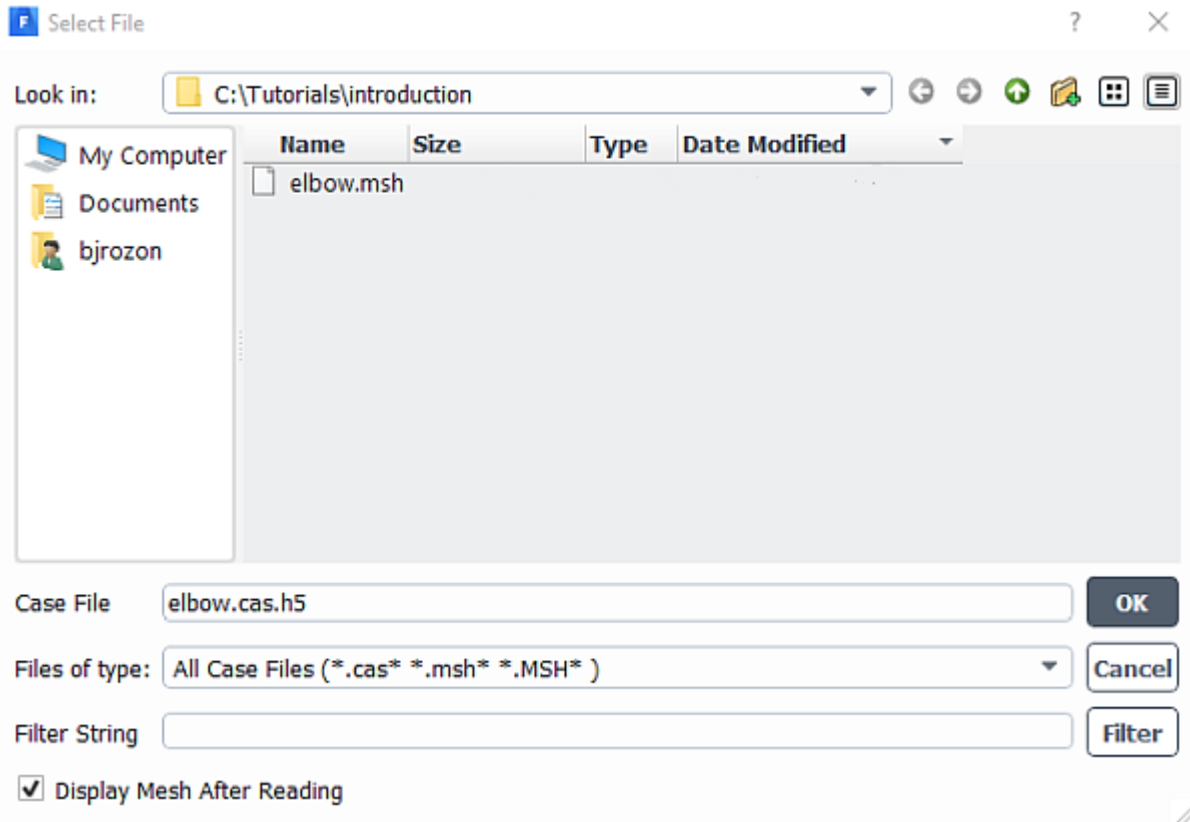 F Select File ?
Look in: C:\Tutorials\introduction
My Computer
Documents
bjrozon
Name Size Type Date Modified
elbow.msh
Case File elbow.cas.h5 OK
Files of type: All Case Files (*.cas* *.msh* *.MSH* ) Cancel
Filter String Filter
Display Mesh After Reading